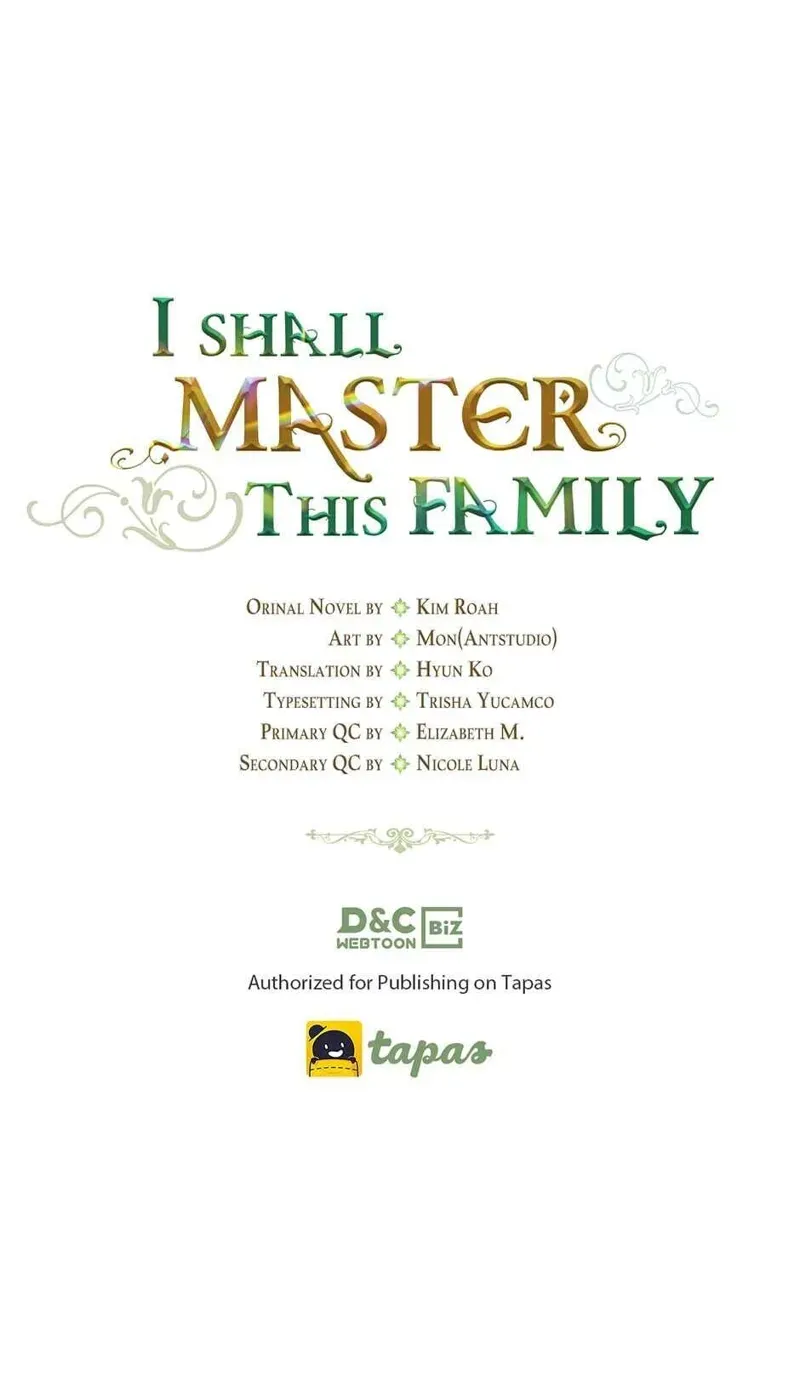 I SHALL
MASTER
THIS FAMILY
ORINAL NOVEL BY KIM ROAH
ART BY MON(ANTSTUDIO)
TRANSLATION BY HYUN KO
TYPESETTING BY TRISHA YUCAMCO
PRIMARY QC BY ELIZABETH M.
SECONDARY QC BY NICOLE LUNA
D&C
WEBTOON BiZ
Authorized for Publishing on Tapas
tapas